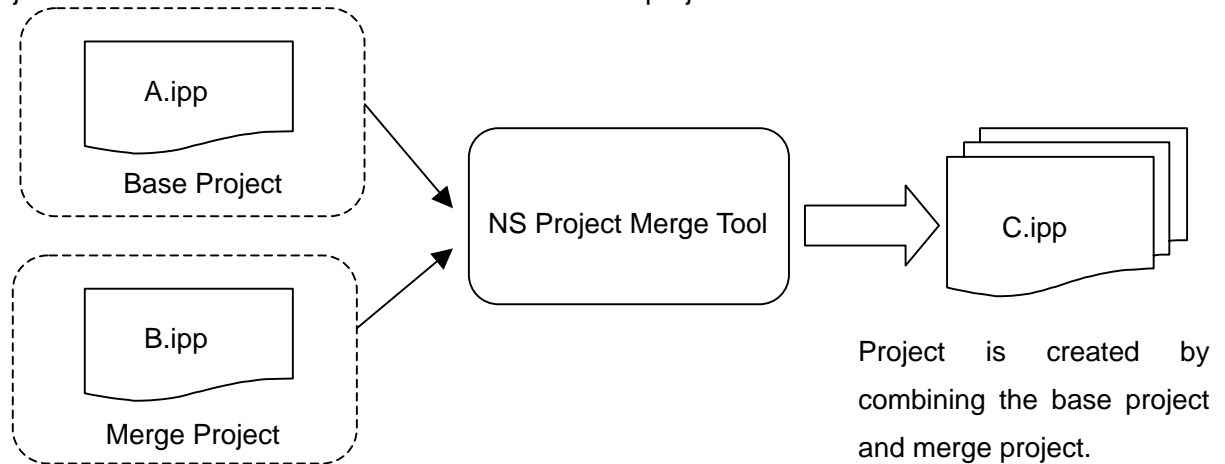 A.ipp
Base Project
NS Project Merge Tool
C.ipp
B.ipp
Merge Project
Project is created by
combining the base project
and merge project.